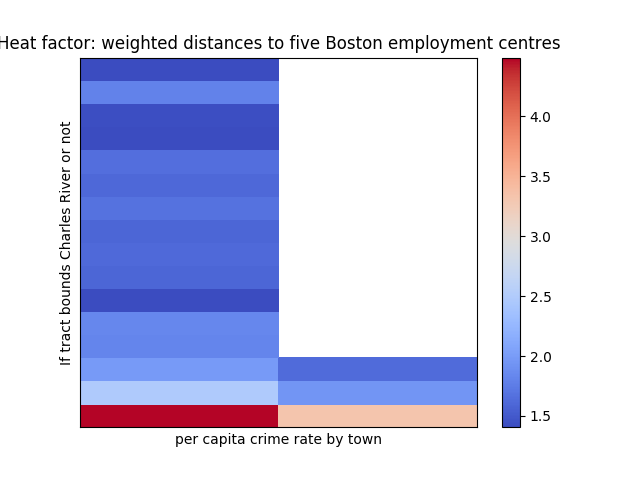 Heat factor: weighted distances to five Boston employment centres
If tract bounds Charles River or not
per capita crime rate by town
4.0
3.5
3.0
2.5
2.0
1.5